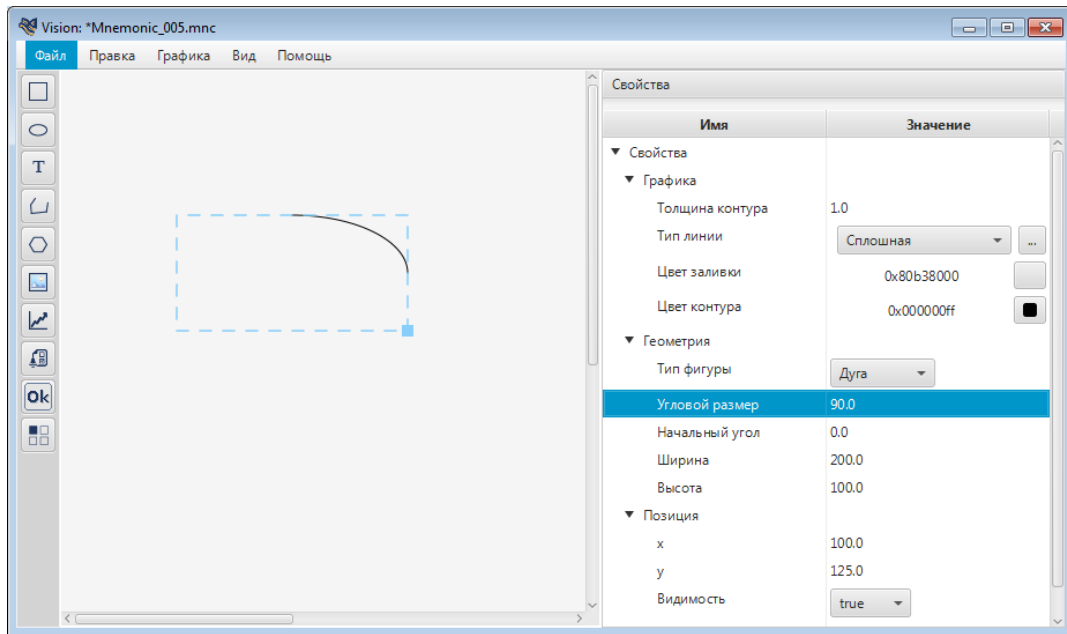 Vision: *Mnemonic_005.mnc
Файл Правка Графика Вид Помощь
T
Ok
Свойства
Имя Значение
Свойства
Графика
Толщина контура 1.0
Тип линии Сплошная ...
Цвет заливки 0x80b38000
Цвет контура 0x000000ff
Геометрия
Тип фигуры Дуга
Угловой размер 90.0
Начальный угол 0.0
Ширина 200.0
Высота 100.0
Позиция
x 100.0
y 125.0
Видимость true